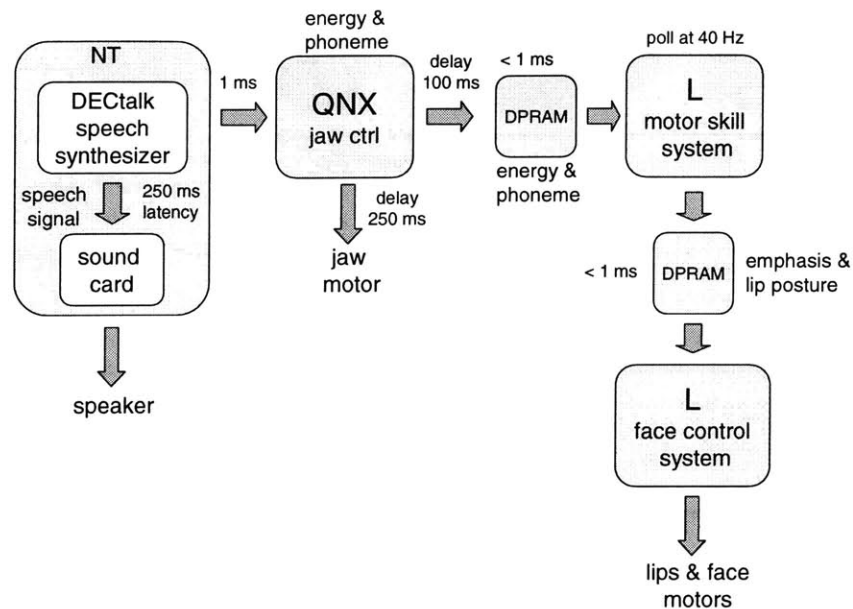 NT
DECtalk
speech
synthesizer
speech
signal
250 ms
latency
sound
card
speaker
1 ms
energy &
phoneme
QNX
jaw ctrl
delay
250 ms
jaw
motor
delay
100 ms
< 1 ms
DPRAM
energy &
phoneme
poll at 40 Hz
L
motor skill
system
< 1 ms
DPRAM
emphasis &
lip posture
L
face control
system
lips & face
motors